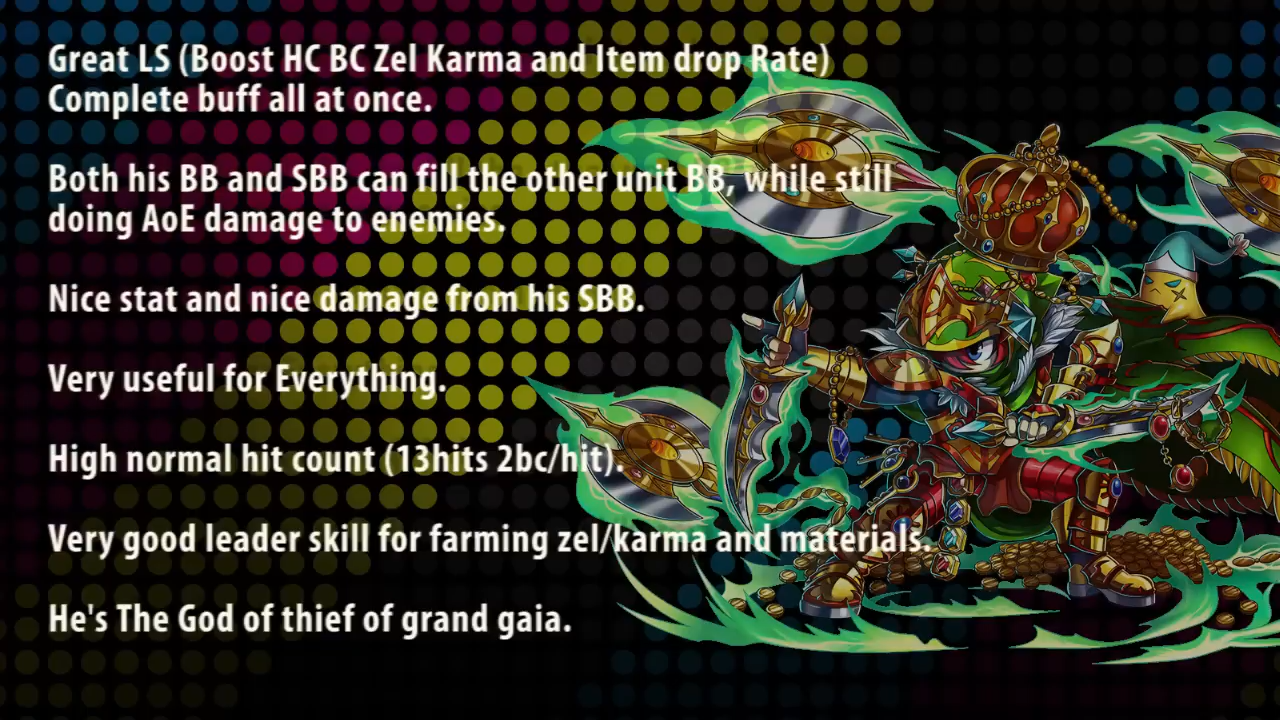 Great LS (Boost HC BC Zel Karma and Item drop Rate)
Complete buff all at once.
Both his BB and SBB can fill the other unit BB, while still
doing AoE damage to enemies.
Nice stat and nice damage from his SBB.
Very useful for Everything.
High normal hit count (13hits 2bc/hit).
Very good leader skill for farming zel/karma and materials.
He's The God of thief of grand gaia.